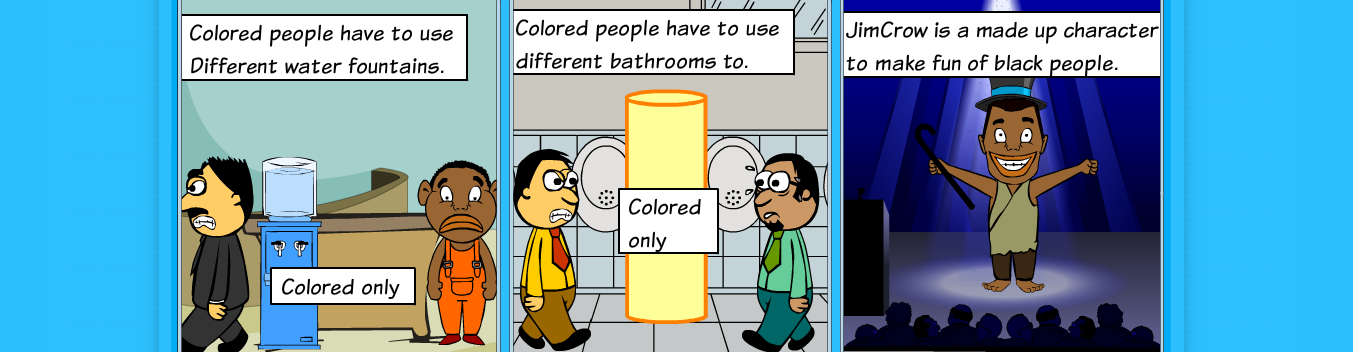 Colored people have to use
Different water fountains.
Colored only
Colored people have to use
different bathrooms to.
Colored
only
JimCrow is a made up character
to make fun of black people.